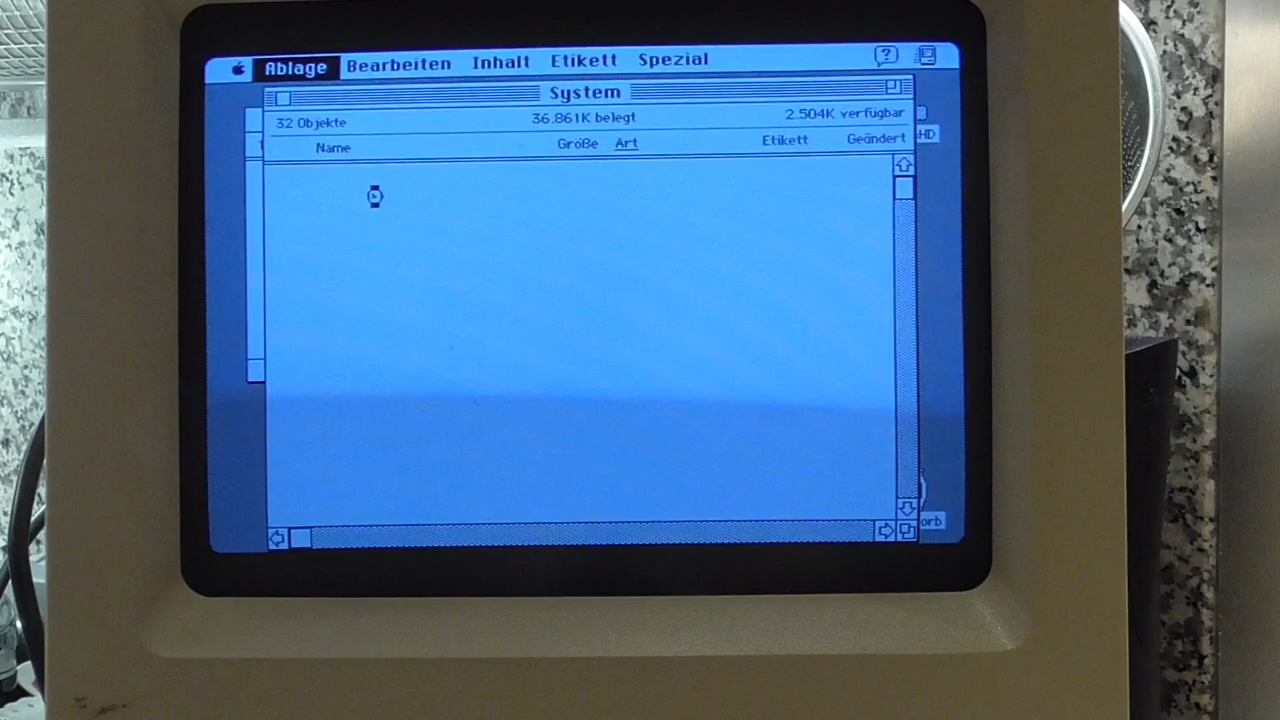 Ablage Bearbeiten Inhalt Etikett Spezial ?
System
32 Objekte 36.861K belegt 2.504K verfügbar
Name Größe Art Etikett Geändert
HD
orb